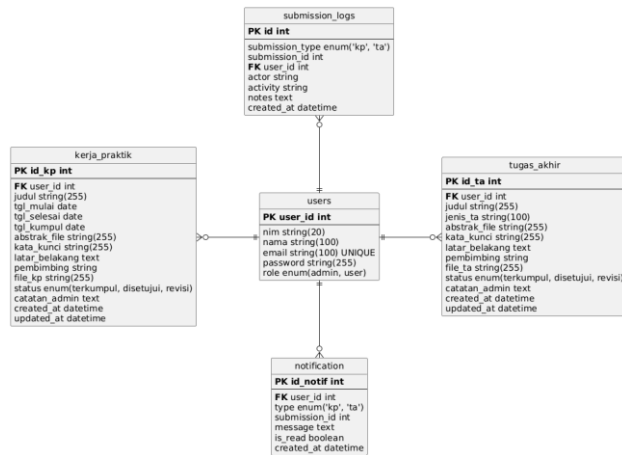 submission_logs
PK id int
submission_type enum('kp', 'ta')
submission_id int
FK user_id int
actor string
activity string
notes text
created_at datetime
kerja_praktik
PK id_kp int
FK user_id int
judul string(255)
tgl_mulai date
tgl_selesai date
tgl_kumpul date
abstrak_file string(255)
kata_kunci string(255)
latar_belakang text
pembimbing string
file_kp string(255)
status enum(terkumpul, disetujui, revisi)
catatan_admin text
created_at datetime
updated_at datetime
users
PK user_id int
nim string(20)
nama string(100)
email string(100) UNIQUE
password string(255)
role enum(admin, user)
tugas_akhir
PK id_ta int
FK user_id int
judul string(255)
jenis_ta string(100)
abstrak_file string(255)
kata_kunci string(255)
latar_belakang text
pembimbing string
file_ta string(255)
status enum(terkumpul, disetujui, revisi)
catatan_admin text
created_at datetime
updated_at datetime
notification
PK id_notif int
FK user_id int
type enum('kp', 'ta')
submission_id int
message text
is_read boolean
created_at datetime